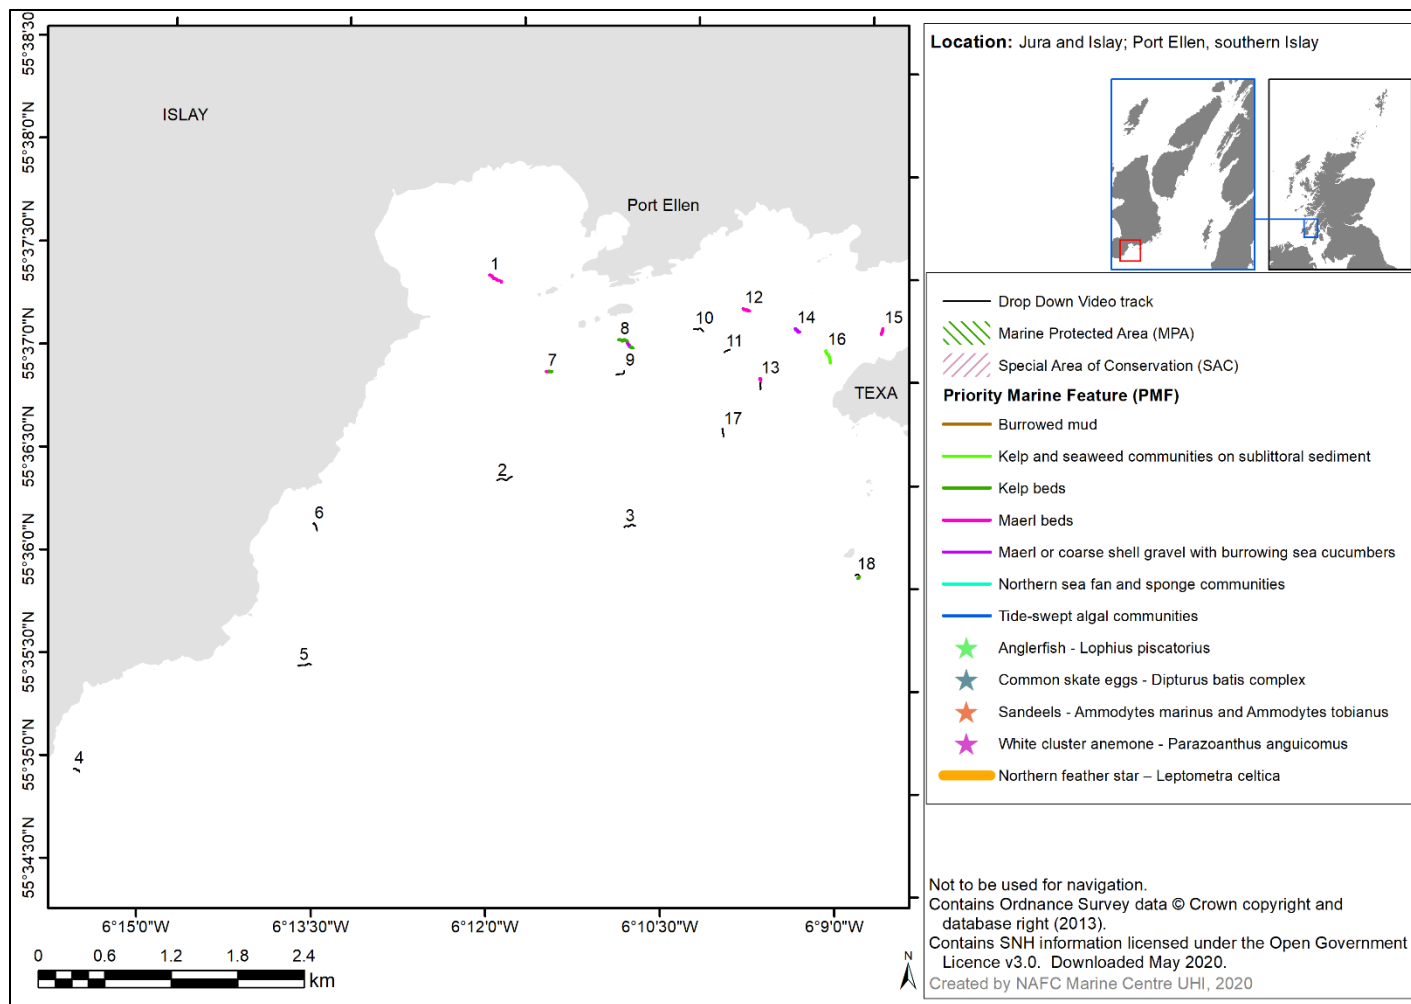 55°38'30
55°38'0"N
55°37'30"N
55°37'0"N
55°36'30"N
55°36'0"N
55°35'30"N
55°35'0"N
55°34'30"N
ISLAY
Port Ellen
TEXA
1
2
3
4
5
6
7
8
9
10
11
12
13
14
15
16
17
18
6°15'0"W
6°13'30"W
6°12'0"W
6°10'30"W
6°9'0"W
0 0.6 1.2 1.8 2.4
km
N
Location: Jura and Islay; Port Ellen, southern Islay
Drop Down Video track
Marine Protected Area (MPA)
Special Area of Conservation (SAC)
Priority Marine Feature (PMF)
Burrowed mud
Kelp and seaweed communities on sublittoral sediment
Kelp beds
Maerl beds
Maerl or coarse shell gravel with burrowing sea cucumbers
Northern sea fan and sponge communities
Tide-swept algal communities
Anglerfish - Lophius piscatorius
Common skate eggs - Dipturus batis complex
Sandeels - Ammodytes marinus and Ammodytes tobianus
White cluster anemone - Parazoanthus anguicomus
Northern feather star – Leptometra celtica
Not to be used for navigation.
Contains Ordnance Survey data © Crown copyright and
database right (2013).
Contains SNH information licensed under the Open Government
Licence v3.0. Downloaded May 2020.
Created by NAFC Marine Centre UHI, 2020